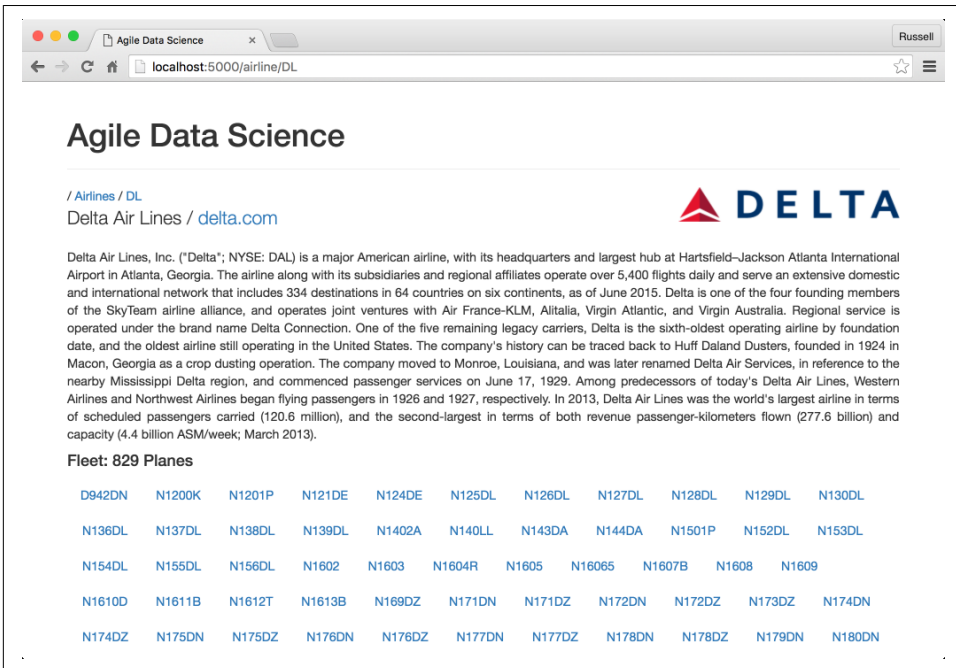 Agile Data Science
Russell
localhost:5000/airline/DL
Agile Data Science
/ Airlines / DL
DELTA
Delta Air Lines / delta.com
Delta Air Lines, Inc. ("Delta"; NYSE: DAL) is a major American airline, with its headquarters and largest hub at Hartsfield–Jackson Atlanta International
Airport in Atlanta, Georgia. The airline along with its subsidiaries and regional affiliates operate over 5,400 flights daily and serve an extensive domestic
and international network that includes 334 destinations in 64 countries on six continents, as of June 2015. Delta is one of the four founding members
of the SkyTeam airline alliance, and operates joint ventures with Air France-KLM, Alitalia, Virgin Atlantic, and Virgin Australia. Regional service is
operated under the brand name Delta Connection. One of the five remaining legacy carriers, Delta is the sixth-oldest operating airline by foundation
date, and the oldest airline still operating in the United States. The company's history can be traced back to Huff Daland Dusters, founded in 1924 in
Macon, Georgia as a crop dusting operation. The company moved to Monroe, Louisiana, and was later renamed Delta Air Services, in reference to the
nearby Mississippi Delta region, and commenced passenger services on June 17, 1929. Among predecessors of today's Delta Air Lines, Western
Airlines and Northwest Airlines began flying passengers in 1926 and 1927, respectively. In 2013, Delta Air Lines was the world's largest airline in terms
of scheduled passengers carried (120.6 million), and the second-largest in terms of both revenue passenger-kilometers flown (277.6 billion) and
capacity (4.4 billion ASM/week; March 2013).
Fleet: 829 Planes
D942DN N1200K N1201P N121DE N124DE N125DL N126DL N127DL N128DL N129DL N130DL
N136DL N137DL N138DL N139DL N1402A N140LL N143DA N144DA N1501P N152DL N153DL
N154DL N155DL N156DL N1602 N1603 N1604R N1605 N16065 N1607B N1608 N1609
N1610D N1611B N1612T N1613B N169DZ N171DN N171DZ N172DN N172DZ N173DZ N174DN
N174DZ N175DN N175DZ N176DN N176DZ N177DN N177DZ N178DN N178DZ N179DN N180DN